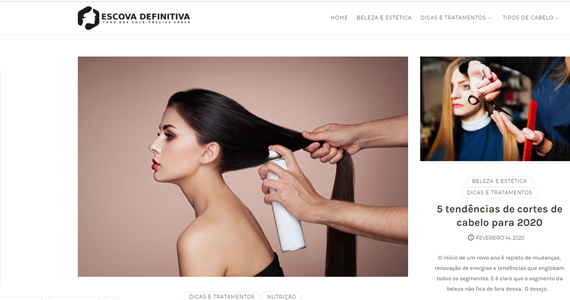 ESCOVA DEFINITIVA
TUDO QUE VOCÊ PRECISA SABER
HOME BELEZA E ESTÉTICA DICAS E TRATAMENTOS TIPOS DE CABELO
DICAS E TRATAMENTOS NUTRIÇÃO
BELEZA E ESTÉTICA
DICAS E TRATAMENTOS
5 tendências de cortes de
cabelo para 2020
FEVEREIRO 14, 2020
O início de um novo ano é repleto de mudanças,
renovação de energias e tendências que englobam
todos os segmentos. E é claro que o segmento da
beleza não fica de fora dessa. O desejo...